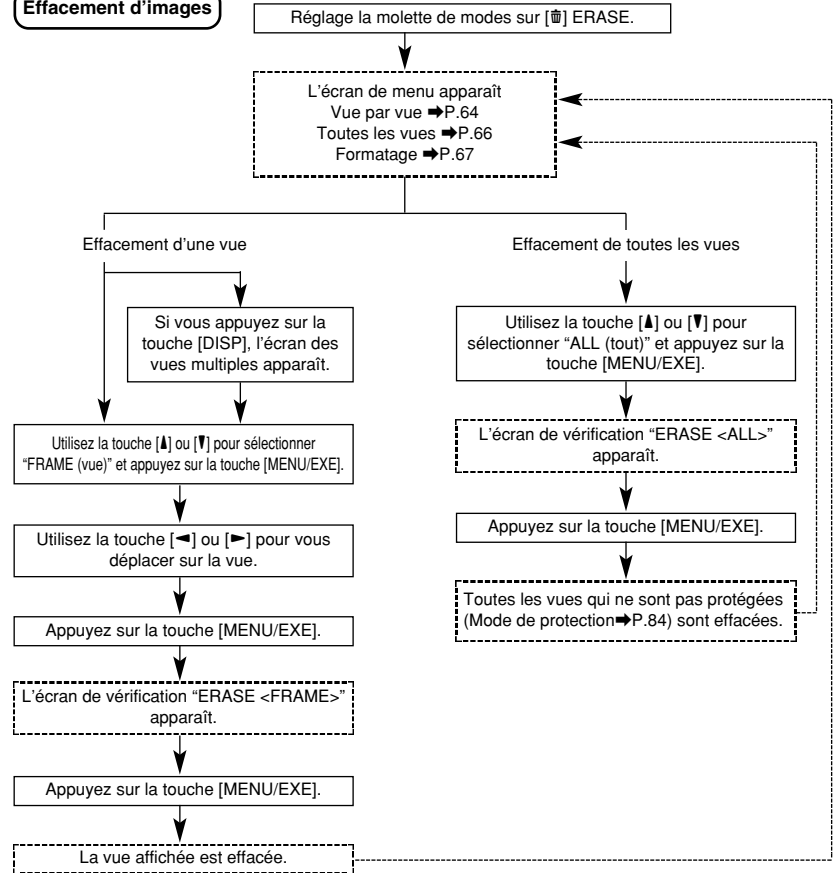 Effacement d'images
Réglage la molette de modes sur [🗑] ERASE.
L'écran de menu apparaît
Vue par vue ➡P.64
Toutes les vues ➡P.66
Formatage ➡P.67
Effacement d'une vue
Si vous appuyez sur la
touche [DISP], l'écran des
vues multiples apparaît.
Utilisez la touche [▲] ou [▼] pour sélectionner
“FRAME (vue)” et appuyez sur la touche [MENU/EXE].
Utilisez la touche [◄] ou [►] pour vous
déplacer sur la vue.
Appuyez sur la touche [MENU/EXE].
L'écran de vérification “ERASE <FRAME>”
apparaît.
Appuyez sur la touche [MENU/EXE].
La vue affichée est effacée.
Effacement de toutes les vues
Utilisez la touche [▲] ou [▼] pour
sélectionner “ALL (tout)” et appuyez sur la
touche [MENU/EXE].
L'écran de vérification “ERASE <ALL>”
apparaît.
Appuyez sur la touche [MENU/EXE].
Toutes les vues qui ne sont pas protégées
(Mode de protection➡P.84) sont effacées.